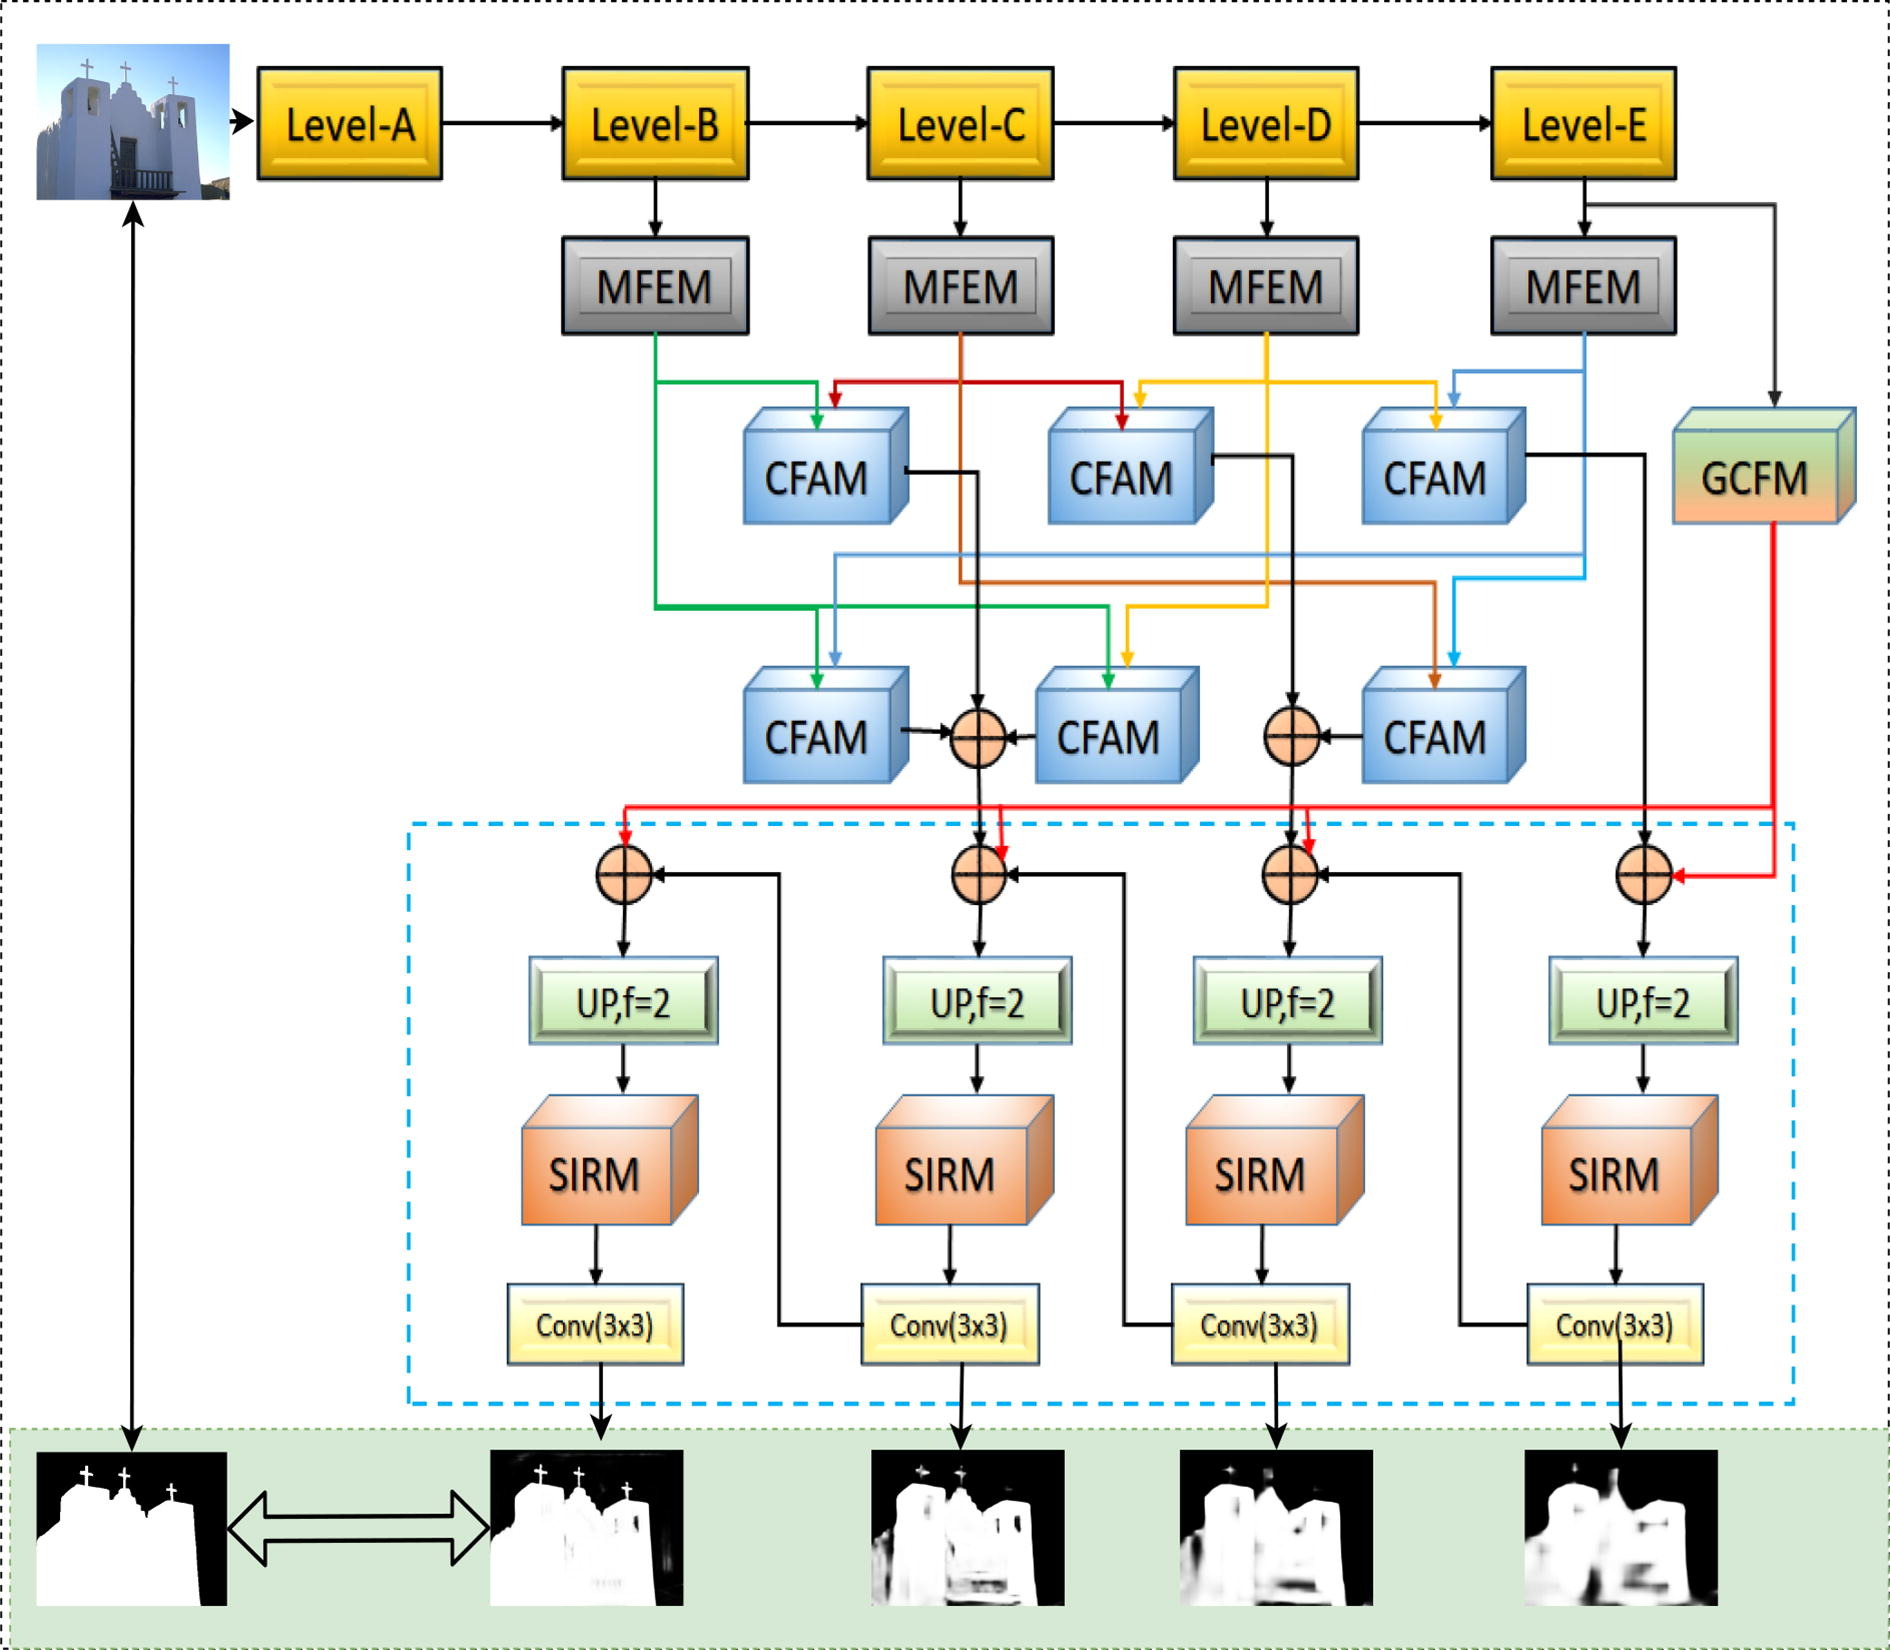 Level-A
Level-B
Level-C
Level-D
Level-E
MFEM
MFEM
MFEM
MFEM
CFAM
CFAM
CFAM
GCFM
CFAM
CFAM
CFAM
UP,f=2
UP,f=2
UP,f=2
UP,f=2
SIRM
SIRM
SIRM
SIRM
Conv(3x3)
Conv(3x3)
Conv(3x3)
Conv(3x3)